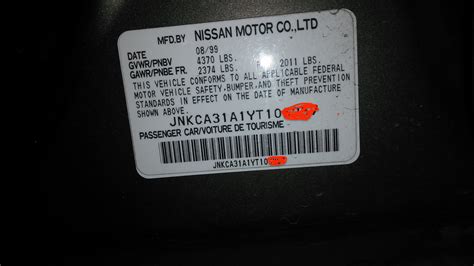 MFD.BY NISSAN MOTOR CO.,LTD
DATE 08/99
GVWR/PNBV 4370 LBS.
GAWR/PNBE FR. 2374 LBS. 2011 LBS.
THIS VEHICLE CONFORMS TO ALL APPLICABLE FEDERAL
MOTOR VEHICLE SAFETY,BUMPER,AND THEFT PREVENTION
STANDARDS IN EFFECT ON THE DATE OF MANUFACTURE
SHOWN ABOVE.
JNKCA31A1YT10
PASSENGER CAR/VOITURE DE TOURISME
JNKCA31A1YT10